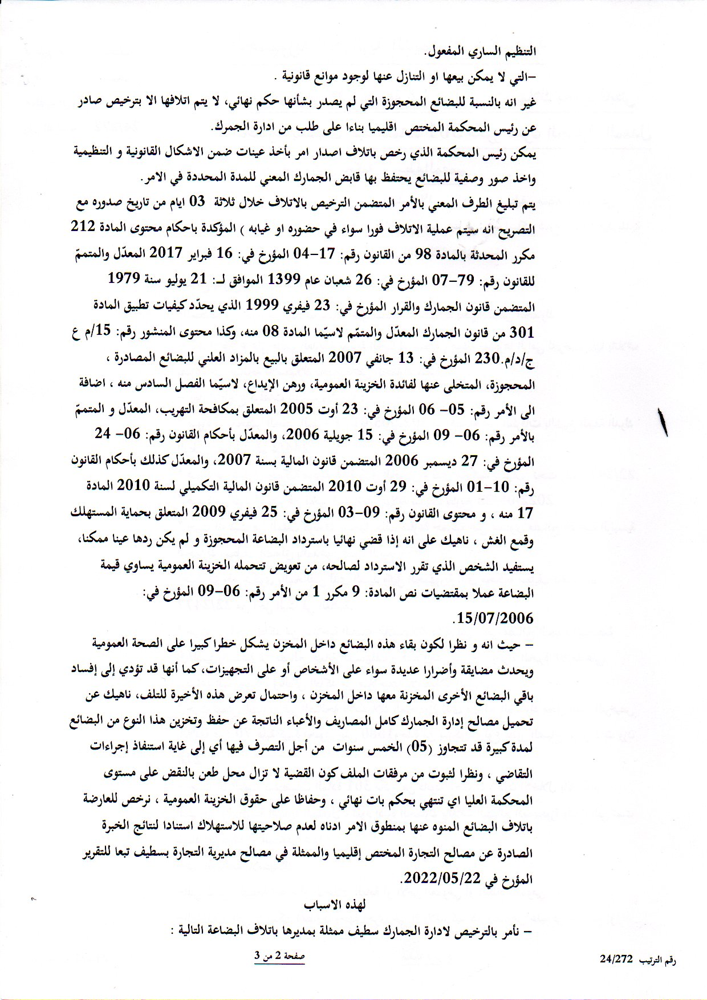 التنظيم الساري المفعول.
–التي لا يمكن بيعها او التنازل عنها لوجود موانع قانونية .
غير انه بالنسبة للبضائع المحجوزة التي لم يصدر بشأنها حكم نهائي، لا يتم اتلافها الا بترخيص صادر
عن رئيس المحكمة المختص اقليميا بناءا على طلب من ادارة الجمرك.
يمكن رئيس المحكمة الذي رخص باتلاف اصدار امر بأخذ عينات ضمن الاشكال القانونية و التنظيمية
واخذ صور وصفية للبضائع يحتفظ بها قابض الجمارك المعني للمدة المحددة في الامر.
يتم تبليغ الطرف المعني بالأمر المتضمن الترخيص بالاتلاف خلال ثلاثة 03 ايام من تاريخ صدوره مع
التصريح انه سيتم عملية الاتلاف فورا سواء في حضوره او غيابه ) المؤكدة باحكام محتوى المادة 212
مكرر المحدثة بالمادة 98 من القانون رقم: 17–04 المؤرخ في: 16 فبراير 2017 المعدّل والمتممّ
للقانون رقم: 79–07 المؤرخ في: 26 شعبان عام 1399 الموافق لـ: 21 يوليو سنة 1979
المتضمن قانون الجمارك والقرار المؤرخ في: 23 فيفري 1999 الذي يحدّد كيفيات تطبيق المادة
301 من قانون الجمارك المعدّل والمتمّم لاسيّما المادة 08 منه، وكذا محتوى المنشور رقم: 15/م ع
ج/د/م.230 المؤرخ في: 13 جانفي 2007 المتعلق بالبيع بالمزاد العلني للبضائع المصادرة ،
المحجوزة، المتخلى عنها لفائدة الخزينة العمومية، ورهن الإيداع، لاسيّما الفصل السادس منه ، اضافة
الى الأمر رقم: 05– 06 المؤرخ في: 23 أوت 2005 المتعلق بمكافحة التهريب، المعدّل و المتممّ
بالأمر رقم: 06– 09 المؤرخ في: 15 جويلية 2006، والمعدّل بأحكام القانون رقم: 06– 24
المؤرخ في: 27 ديسمبر 2006 المتضمن قانون المالية بسنة 2007، والمعدّل كذلك بأحكام القانون
رقم: 10–01 المؤرخ في: 29 أوت 2010 المتضمن قانون المالية التكميلي لسنة 2010 المادة
17 منه ، و محتوى القانون رقم: 09–03 المؤرخ في: 25 فيفري 2009 المتعلق بحماية المستهلك
وقمع الغش ، ناهيك على انه إذا قضي نهائيا باسترداد البضاعة المحجوزة و لم يكن ردها عينا ممكنا،
يستفيد الشخص الذي تقرر الاسترداد لصالحه، من تعويض تتحمله الخزينة العمومية يساوي قيمة
البضاعة عملا بمقتضيات نص المادة: 9 مكرر 1 من الأمر رقم: 06–09 المؤرخ في:
15/07/2006.
– حيث انه و نظرا لكون بقاء هذه البضائع داخل المخزن يشكل خطرا كبيرا على الصحة العمومية
ويحدث مضايقة وأضرارا عديدة سواء على الأشخاص أو على التجهيزات، كما أنها قد تؤدي إلى إفساد
باقي البضائع الأخرى المخزنة معها داخل المخزن ، واحتمال تعرض هذه الأخيرة للتلف، ناهيك عن
تحميل مصالح إدارة الجمارك كامل المصاريف والأعباء الناتجة عن حفظ وتخزين هذا النوع من البضائع
لمدة كبيرة قد تتجاوز (05) الخمس سنوات من أجل التصرف فيها أي إلى غاية استنفاذ إجراءات
التقاضي ، ونظرا لثبوت من مرفقات الملف كون القضية لا تزال محل طعن بالنقض على مستوى
المحكمة العليا اي تنتهي بحكم بات نهائي ، وحفاظا على حقوق الخزينة العمومية ، نرخص للعارضة
باتلاف البضائع المنوه عنها بمنطوق الامر ادناه لعدم صلاحيتها للاستهلاك استنادا لنتائج الخبرة
الصادرة عن مصالح التجارة المختص إقليميا والممثلة في مصالح مديرية التجارة بسطيف تبعا للتقرير
المؤرخ في 2022/05/22.
لهذه الاسباب
– نأمر بالترخيص لادارة الجمارك سطيف ممثلة بمديرها باتلاف البضاعة التالية :
صفحة 2 من 3
رقم الترتيب 24/272